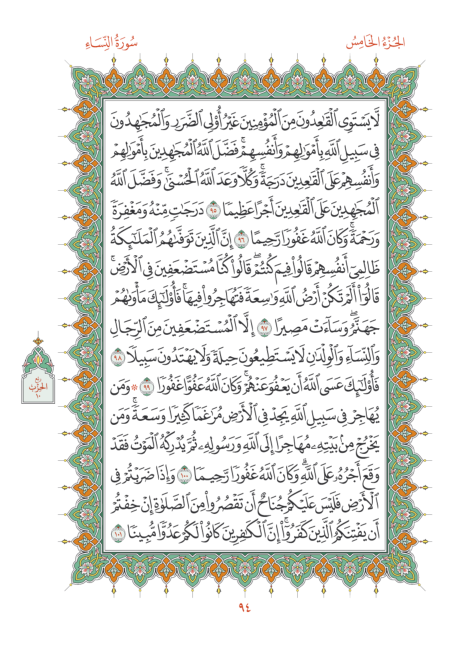 الجُزْءُ الخَامِسُ
سُورَةُ النِّسَاءِ
لَّا يَسْتَوِي ٱلْقَٰعِدُونَ مِنَ ٱلْمُؤْمِنِينَ غَيْرُ أُو۟لِي ٱلضَّرَرِ وَٱلْمُجَٰهِدُونَ
فِي سَبِيلِ ٱللَّهِ بِأَمْوَٰلِهِمْ وَأَنفُسِهِمْ ۚ فَضَّلَ ٱللَّهُ ٱلْمُجَٰهِدِينَ بِأَمْوَٰلِهِمْ
وَأَنفُسِهِمْ عَلَى ٱلْقَٰعِدِينَ دَرَجَةً ۚ وَكُلًّا وَعَدَ ٱللَّهُ ٱلْحُسْنَىٰ ۚ وَفَضَّلَ ٱللَّهُ
ٱلْمُجَٰهِدِينَ عَلَى ٱلْقَٰعِدِينَ أَجْرًا عَظِيمًا ٩٥ دَرَجَٰتٍ مِّنْهُ وَمَغْفِرَةً
وَرَحْمَةً ۚ وَكَانَ ٱللَّهُ غَفُورًا رَّحِيمًا ٩٦ إِنَّ ٱلَّذِينَ تَوَفَّىٰهُمُ ٱلْمَلَٰٓئِكَةُ
ظَالِمِيٓ أَنفُسِهِمْ قَالُوا۟ فِيمَ كُنتُمْ ۖ قَالُوا۟ كُنَّا مُسْتَضْعَفِينَ فِي ٱلْأَرْضِ ۚ
قَالُوٓا۟ أَلَمْ تَكُنْ أَرْضُ ٱللَّهِ وَٰسِعَةً فَتُهَاجِرُوا۟ فِيهَا ۚ فَأُو۟لَٰٓئِكَ مَأْوَىٰهُمْ
جَهَنَّمُ ۖ وَسَآءَتْ مَصِيرًا ٩٧ إِلَّا ٱلْمُسْتَضْعَفِينَ مِنَ ٱلرِّجَالِ
وَٱلنِّسَآءِ وَٱلْوِلْدَٰنِ لَا يَسْتَطِيعُونَ حِيلَةً وَلَا يَهْتَدُونَ سَبِيلًا ٩٨
فَأُو۟لَٰٓئِكَ عَسَى ٱللَّهُ أَن يَعْفُوَ عَنْهُمْ ۚ وَكَانَ ٱللَّهُ عَفُوًّا غَفُورًا ٩٩ ۞ وَمَن
يُهَاجِرْ فِي سَبِيلِ ٱللَّهِ يَجِدْ فِي ٱلْأَرْضِ مُرَٰغَمًا كَثِيرًا وَسَعَةً ۚ وَمَن
يَخْرُجْ مِنۢ بَيْتِهِۦ مُهَاجِرًا إِلَى ٱللَّهِ وَرَسُولِهِۦ ثُمَّ يُدْرِكْهُ ٱلْمَوْتُ فَقَدْ
وَقَعَ أَجْرُهُۥ عَلَى ٱللَّهِ ۗ وَكَانَ ٱللَّهُ غَفُورًا رَّحِيمًا ١٠٠ وَإِذَا ضَرَبْتُمْ فِي
ٱلْأَرْضِ فَلَيْسَ عَلَيْكُمْ جُنَاحٌ أَن تَقْصُرُوا۟ مِنَ ٱلصَّلَوٰةِ إِنْ خِفْتُمْ
أَن يَفْتِنَكُمُ ٱلَّذِينَ كَفَرُوٓا۟ ۚ إِنَّ ٱلْكَٰفِرِينَ كَانُوا۟ لَكُمْ عَدُوًّا مُّبِينًا ١٠١
الحِزْبُ
١٠
٩٤